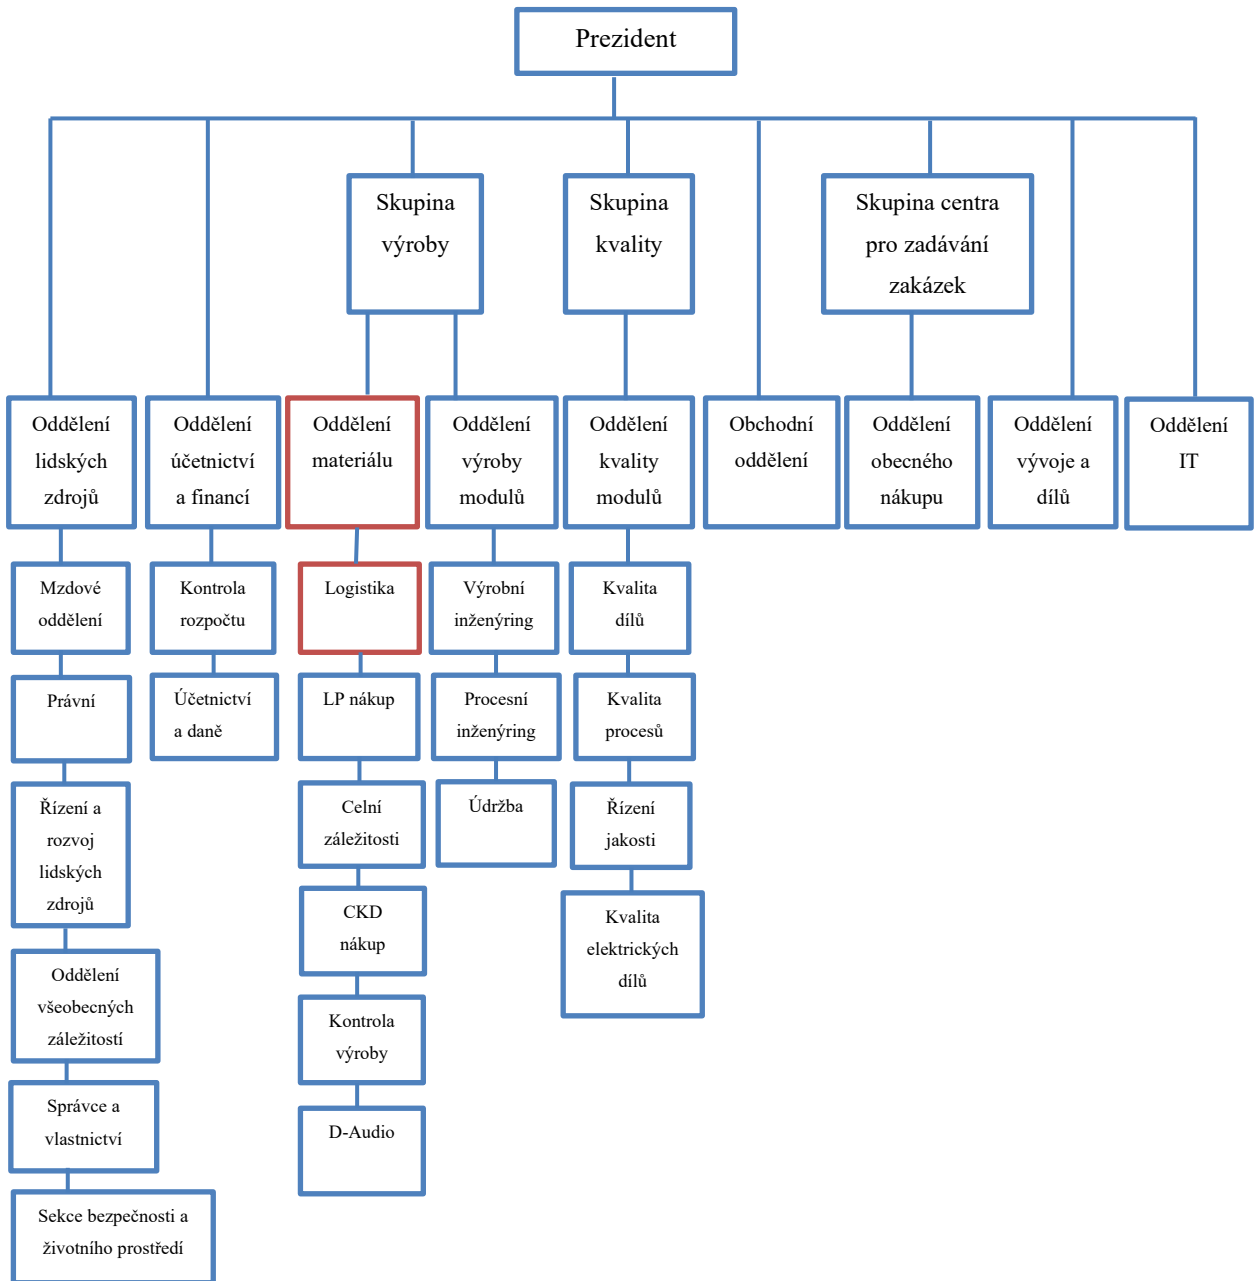 Prezident
Skupina
výroby
Skupina
kvality
Skupina centra
pro zadávání
zakázek
Oddělení
lidských
zdrojů
Oddělení
účetnictví
a financí
Oddělení
materiálu
Oddělení
výroby
modulů
Oddělení
kvality
modulů
Obchodní
oddělení
Oddělení
obecného
nákupu
Oddělení
vývoje a
dílů
Oddělení
IT
Mzdové
oddělení
Kontrola
rozpočtu
Logistika
Výrobní
inženýring
Kvalita
dílů
Právní
Účetnictví
a daně
LP nákup
Procesní
inženýring
Kvalita
procesů
Řízení a
rozvoj
lidských
zdrojů
Celní
záležitosti
Údržba
Řízení
jakosti
CKD
nákup
Kvalita
elektrických
dílů
Oddělení
všeobecných
záležitostí
Kontrola
výroby
Správce a
vlastnictví
D-Audio
Sekce bezpečnosti a
životního prostředí